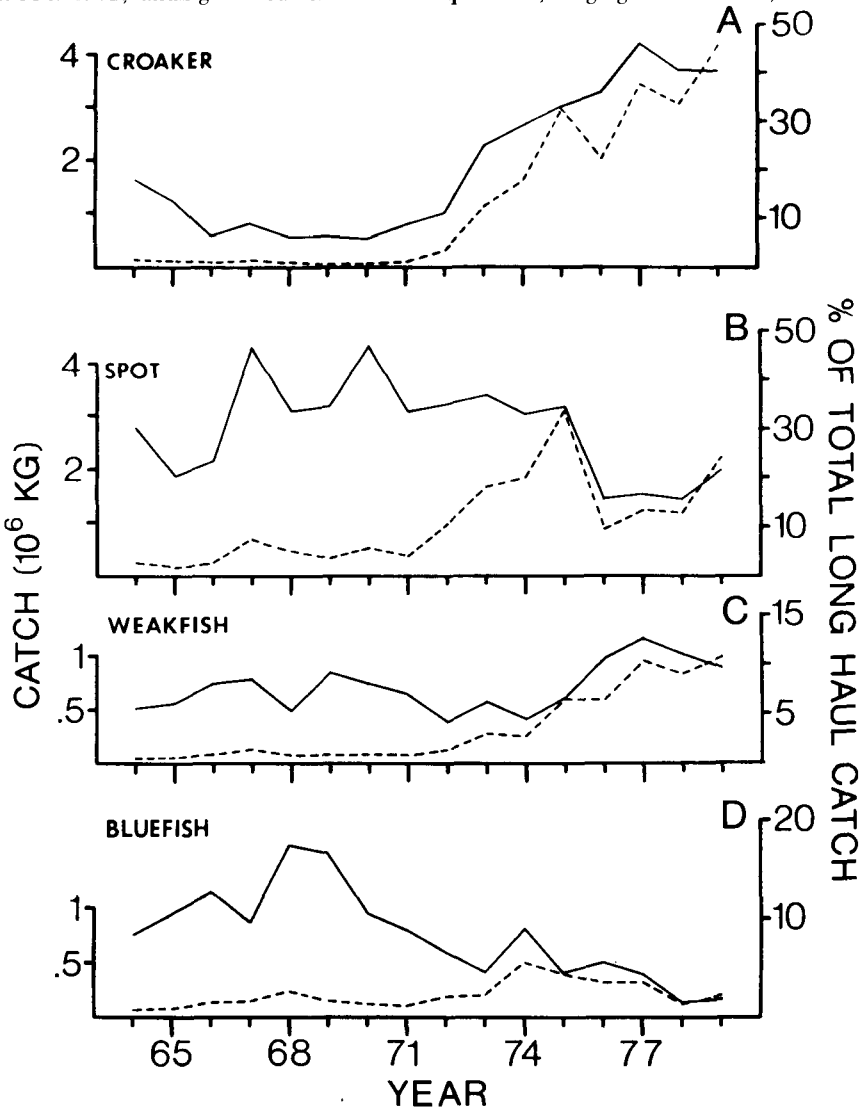 A
50
4
CROAKER
30
2
10
B
50
4
SPOT
30
2
10
C
15
WEAKFISH
1
.5
5
D
20
BLUEFISH
1
10
.5
65 68 71 74 77
YEAR
CATCH (10⁶ KG)
% OF TOTAL LONG HAUL CATCH